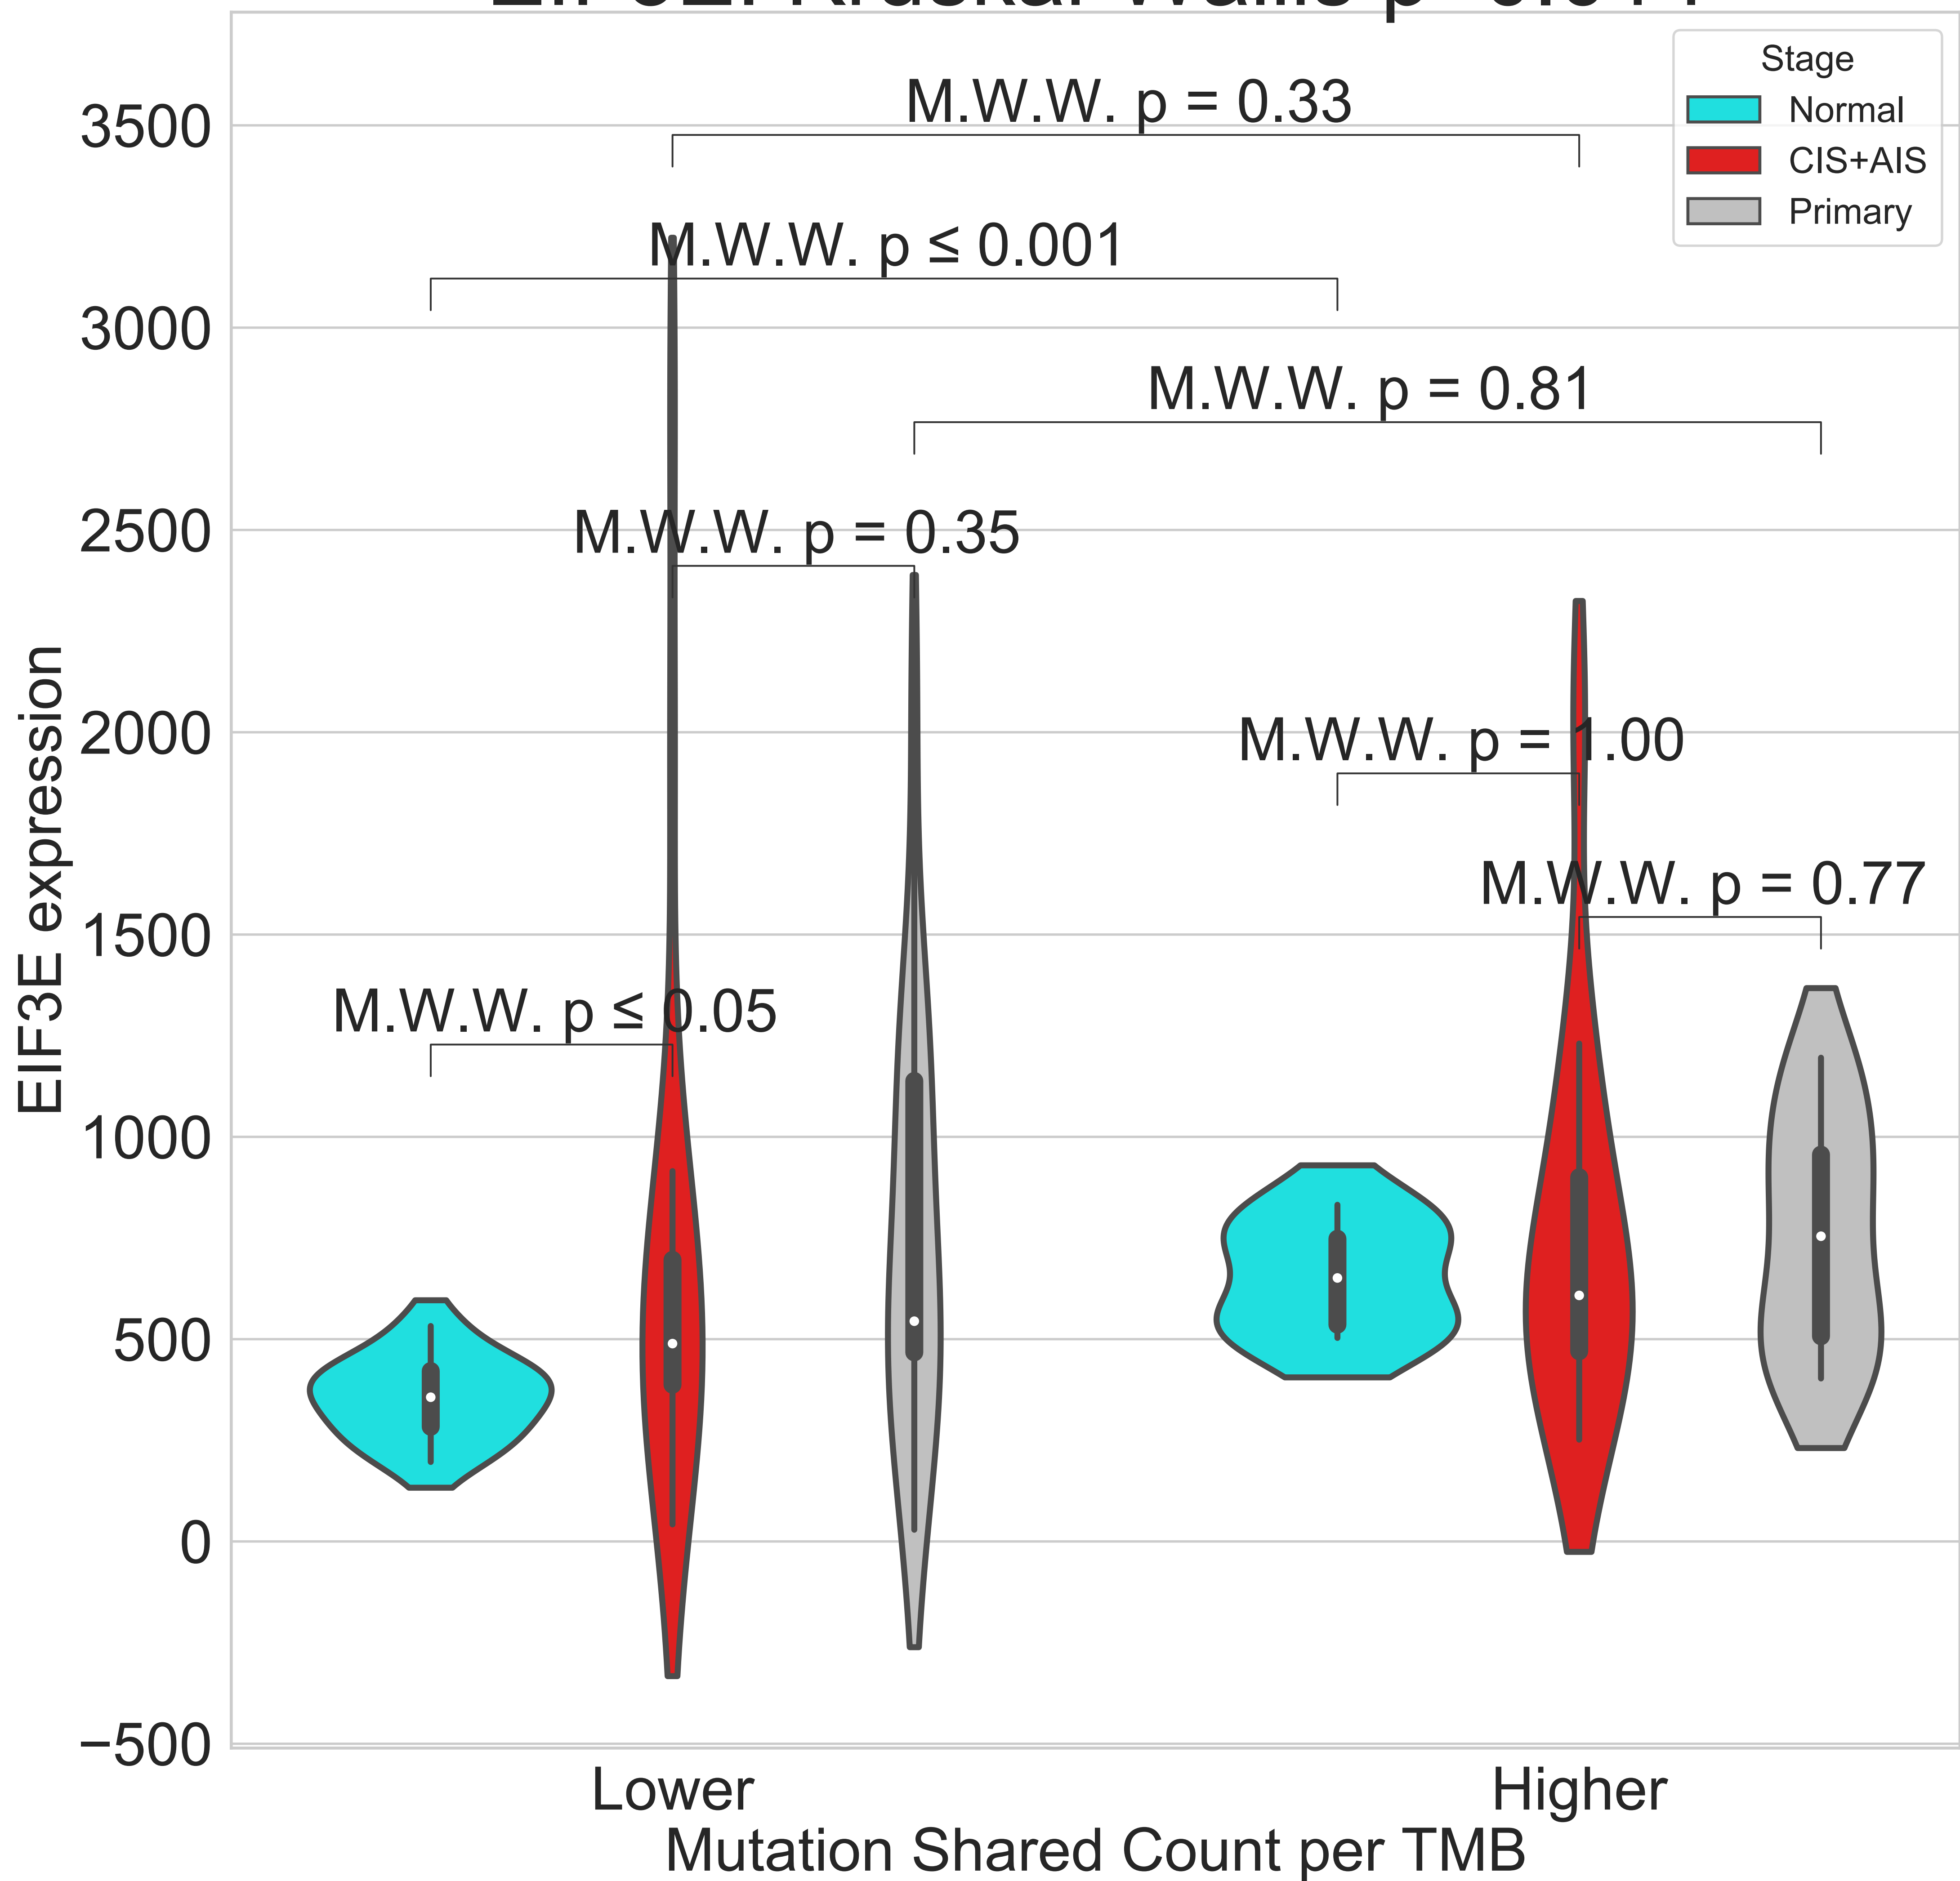 Stage
Normal
CIS+AIS
Primary
M.W.W. p = 0.33
M.W.W. p ≤ 0.001
M.W.W. p = 0.81
M.W.W. p = 0.35
M.W.W. p = 1.00
M.W.W. p = 0.77
M.W.W. p ≤ 0.05
EIF3E expression
3500
3000
2500
2000
1500
1000
500
0
−500
Lower
Higher
Mutation Shared Count per TMB